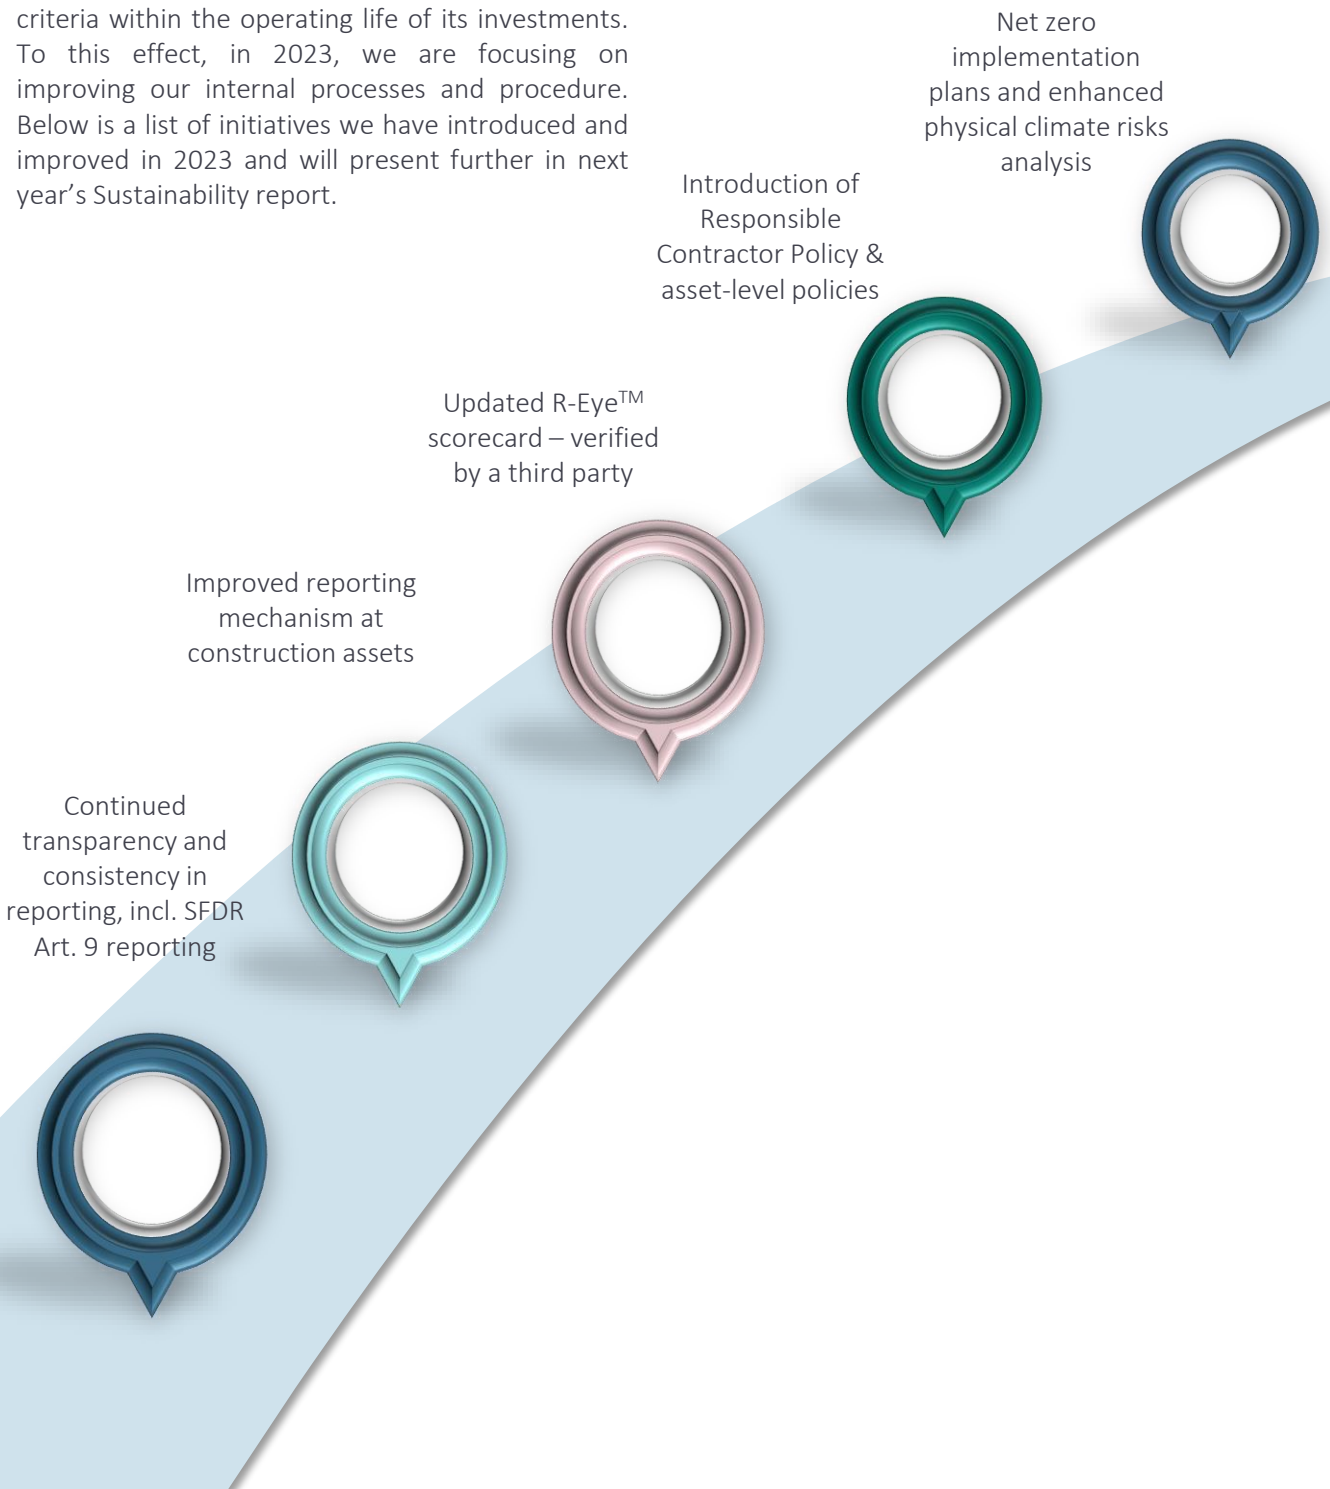 criteria within the operating life of its investments.
To this effect, in 2023, we are focusing on
improving our internal processes and procedure.
Below is a list of initiatives we have introduced and
improved in 2023 and will present further in next
year’s Sustainability report.
Net zero
implementation
plans and enhanced
physical climate risks
analysis
Introduction of
Responsible
Contractor Policy &
asset-level policies
Updated R-Eye™
scorecard – verified
by a third party
Improved reporting
mechanism at
construction assets
Continued
transparency and
consistency in
reporting, incl. SFDR
Art. 9 reporting